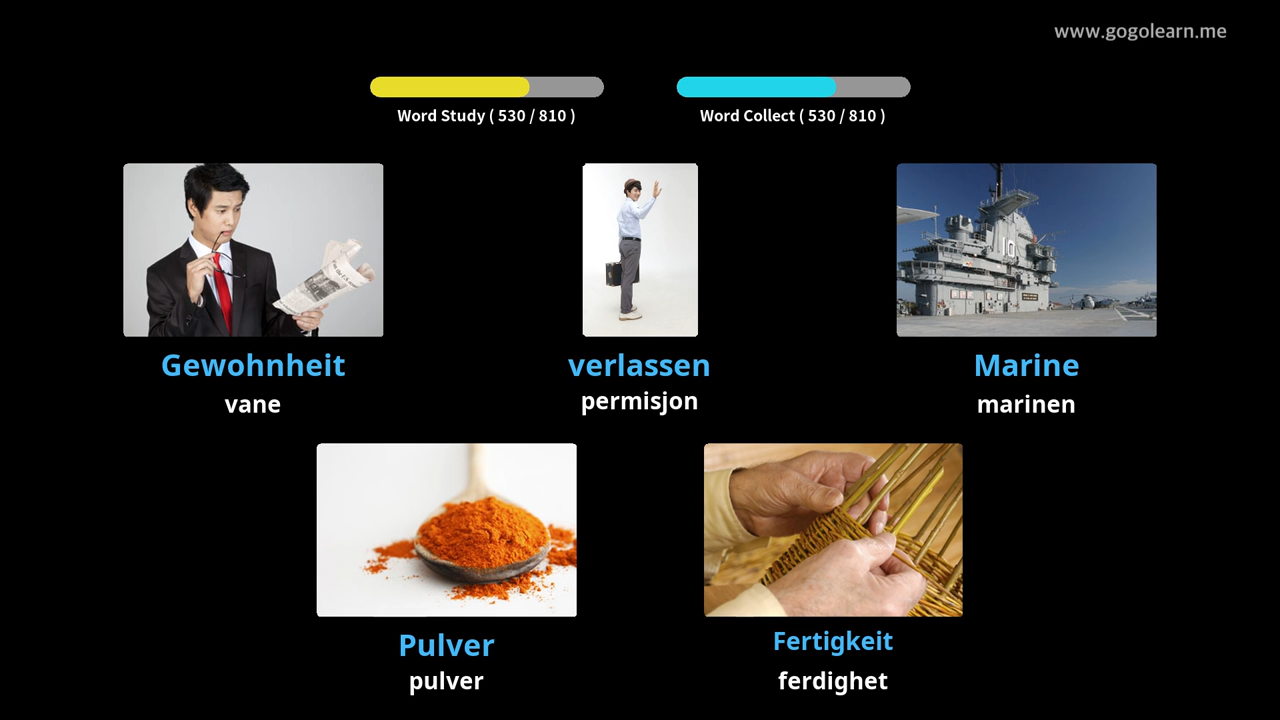 www.gogolearn.me
Word Study ( 530 / 810 )
Word Collect ( 530 / 810 )
10
Gewohnheit
vane
verlassen
permisjon
Marine
marinen
Pulver
pulver
Fertigkeit
ferdighet